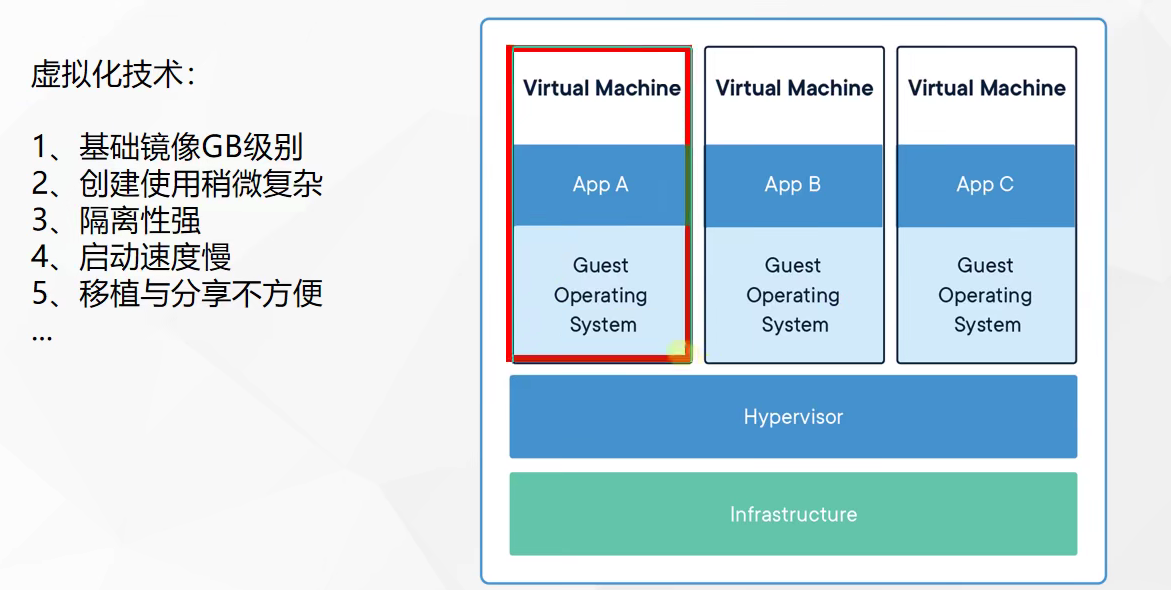 虚拟化技术：
1、基础镜像GB级别
2、创建使用稍微复杂
3、隔离性强
4、启动速度慢
5、移植与分享不方便
...
Virtual Machine
App A
Guest
Operating
System
Virtual Machine
App B
Guest
Operating
System
Virtual Machine
App C
Guest
Operating
System
Hypervisor
Infrastructure